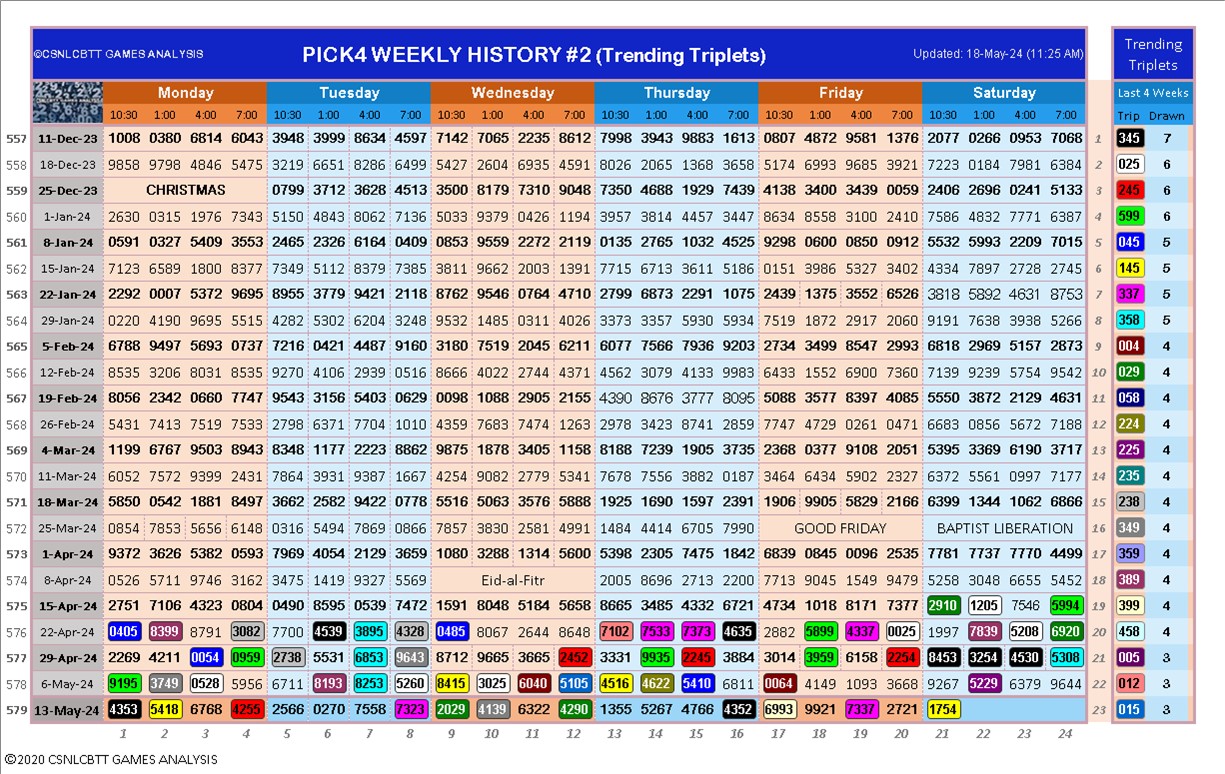 ©CSNLCBTT GAMES ANALYSIS PICK4 WEEKLY HISTORY #2 (Trending Triplets) Updated: 18-May-24 (11:25 AM) Trending Triplets
Monday Tuesday Wednesday Thursday Friday Saturday Last 4 Weeks
10:30 1:00 4:00 7:00 10:30 1:00 4:00 7:00 10:30 1:00 4:00 7:00 10:30 1:00 4:00 7:00 10:30 1:00 4:00 7:00 10:30 1:00 4:00 7:00 Trip Drawn
557 11-Dec-23 1008 0380 6814 6043 3948 3999 8634 4597 7142 7065 2235 8612 7998 3943 9883 1613 0807 4872 9581 1376 2077 0266 0953 7068 1 345 7
558 18-Dec-23 9858 9798 4846 5475 3219 6651 8286 6499 5427 2604 6935 4591 8026 2065 1368 3658 5174 6993 9685 3921 7223 0184 7981 6384 2 025 6
559 25-Dec-23 CHRISTMAS 0799 3712 3628 4513 3500 8179 7310 9048 7350 4688 1929 7439 4138 3400 3439 0059 2406 2696 0241 5133 3 245 6
560 1-Jan-24 2630 0315 1976 7343 5150 4843 8062 7136 5033 9379 0426 1194 3957 3814 4457 3447 8634 8558 3100 2410 7586 4832 7771 6387 4 599 6
561 8-Jan-24 0591 0327 5409 3553 2465 2326 6164 0409 0853 9559 2272 2119 0135 2765 1032 4525 9298 0600 0850 0912 5532 5993 2209 7015 5 045 5
562 15-Jan-24 7123 6589 1800 8377 7349 5112 8379 7385 3811 9662 2003 1391 7715 6713 3611 5186 0151 3986 5327 3402 4334 7897 2728 2745 6 145 5
563 22-Jan-24 2292 0007 5372 9695 8955 3779 9421 2118 3762 9546 0764 4710 2799 6873 2297 1075 2439 1375 3552 6526 3818 5892 4631 8753 7 337 5
564 29-Jan-24 0220 4190 9695 5515 4282 5302 6204 3248 9532 1485 0311 4026 3373 3357 5930 5934 7519 1872 2917 2060 9191 7638 3938 5266 8 358 5
565 5-Feb-24 6788 9497 5693 0737 7216 0421 4487 9160 3180 7519 2045 6211 6077 7566 7936 9203 2734 3499 8547 2993 6818 2969 5157 2873 9 004 4
566 12-Feb-24 8535 3206 8031 8535 9270 4106 2939 0516 8666 4022 2744 4371 4562 3079 4133 9983 6433 1552 6900 7360 7139 9239 5754 9542 10 029 4
567 19-Feb-24 8056 2342 0660 7747 9543 3156 5403 0629 0098 1088 2905 2155 4390 8676 3777 8095 5088 3577 8397 4085 5550 3872 2129 4631 11 058 4
568 26-Feb-24 5431 7413 7519 7533 2798 6371 7704 1010 9359 7683 7474 1263 2978 3423 8741 2859 7747 4729 0261 0471 6683 0856 5672 7188 12 224 4
569 4-Mar-24 1199 6767 9503 8943 8348 1177 2223 8862 9875 1878 3405 1158 8188 7239 1905 3735 2368 0377 9108 2051 5395 3369 6190 3717 13 225 4
570 11-Mar-24 6052 7572 9399 2431 7864 3931 9387 1667 4254 9082 2779 5341 7678 7556 3882 0187 3464 6434 5902 2327 6372 5561 0997 7177 14 235 4
571 18-Mar-24 5850 0542 1881 8497 3662 2582 9422 0778 5516 5063 3576 5888 1925 1690 1597 2391 1906 9905 5829 2166 6399 1344 1062 6866 15 238 4
572 25-Mar-24 0854 7853 5656 6148 0316 5494 7869 0866 7857 3830 2581 4991 1484 4414 6705 7990 GOOD FRIDAY BAPTIST LIBERATION 16 349 4
573 1-Apr-24 9372 3626 5382 0593 7969 4054 2129 3659 1080 3288 1314 5600 5398 2305 7475 1842 6839 0845 0096 2535 7781 7737 7770 4499 17 359 4
574 8-Apr-24 0526 5711 9746 3162 3475 1419 9327 5569 Eid-al-Fitr 2005 8696 2713 2200 7713 9045 1549 9479 5258 3048 6655 5452 18 389 4
575 15-Apr-24 2751 7106 4323 0804 0490 8595 0539 7472 1591 8048 5184 5658 8665 3485 4332 6721 4734 1018 8171 7377 2910 1205 7546 5994 19 399 4
576 22-Apr-24 0405 8399 8791 3082 7700 4539 3895 4328 0485 8067 2644 8648 7102 7533 7373 4635 2882 5899 4337 0025 1997 7839 5208 6920 20 458 4
577 29-Apr-24 2269 4211 0054 0959 2738 5531 6853 9643 8712 9665 3665 2452 3331 9935 2245 3884 3014 3959 6158 2254 8453 3254 4530 5308 21 005 3
578 6-May-24 9195 3749 0528 5956 6711 8193 8253 5260 8415 3025 6040 5105 4516 4622 5410 6811 0064 4149 1093 3668 9267 5229 6379 9644 22 012 3
579 13-May-24 4353 5418 6768 4255 2566 0270 7558 7323 2029 4139 6322 4290 1355 5267 4766 4352 6993 9921 7337 2721 1754 23 015 3
1 2 3 4 5 6 7 8 9 10 11 12 13 14 15 16 17 18 19 20 21 22 23 24
©2020 CSNLCBTT GAMES ANALYSIS